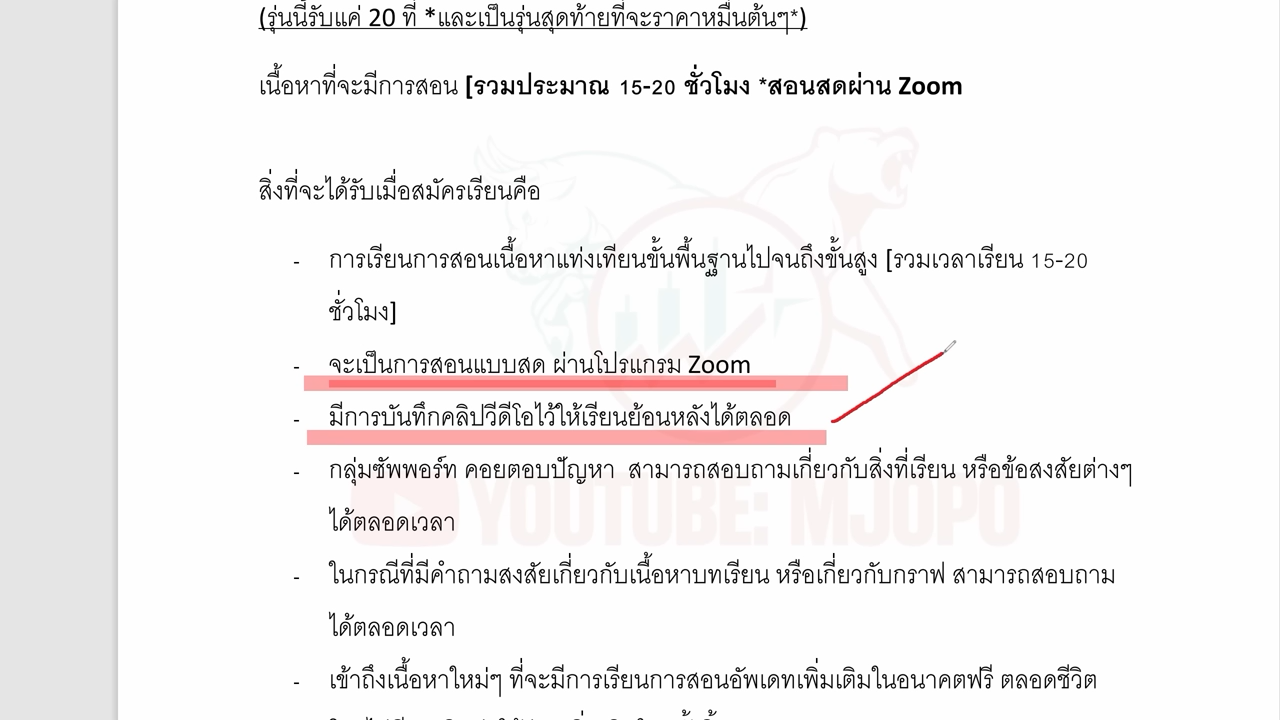 (รุ่นนี้รับแค่ 20 ที่ *และเป็นรุ่นสุดท้ายที่จะราคาหมื่นต้นๆ*)
เนื้อหาที่จะมีการสอน [รวมประมาณ 15-20 ชั่วโมง *สอนสดผ่าน Zoom
สิ่งที่จะได้รับเมื่อสมัครเรียนคือ
- การเรียนการสอนเนื้อหาแท่งเทียนขั้นพื้นฐานไปจนถึงขั้นสูง [รวมเวลาเรียน 15-20
ชั่วโมง]
- จะเป็นการสอนแบบสด ผ่านโปรแกรม Zoom
- มีการบันทึกคลิปวีดีโอไว้ให้เรียนย้อนหลังได้ตลอด
- กลุ่มซัพพอร์ท คอยตอบปัญหา สามารถสอบถามเกี่ยวกับสิ่งที่เรียน หรือข้อสงสัยต่างๆ
YOUTUBE: MJOPO
ได้ตลอดเวลา
- ในกรณีที่มีคำถามสงสัยเกี่ยวกับเนื้อหาบทเรียน หรือเกี่ยวกับกราฟ สามารถสอบถาม
ได้ตลอดเวลา
- เข้าถึงเนื้อหาใหม่ๆ ที่จะมีการเรียนการสอนอัพเดทเพิ่มเติมในอนาคตฟรี ตลอดชีวิต